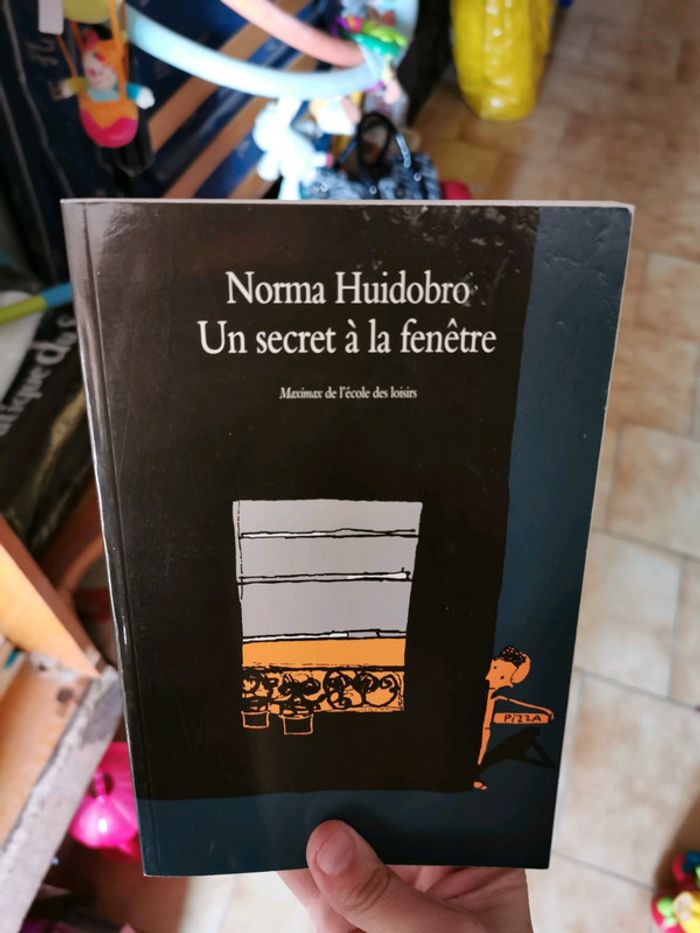 Norma Huidobro
Un secret à la fenêtre
Maximax de l'école des loisirs
PIZZA